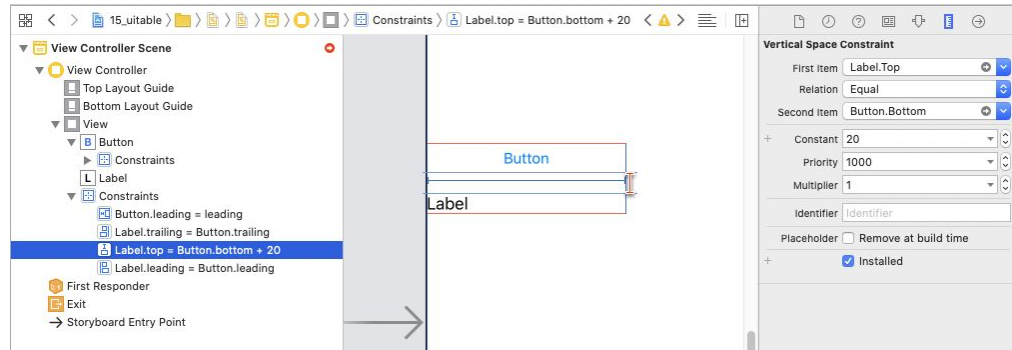 15_uitable
Constraints
Label.top = Button.bottom + 20
View Controller Scene
View Controller
Top Layout Guide
Bottom Layout Guide
View
B Button
Constraints
L Label
Constraints
Button.leading = leading
Label.trailing = Button.trailing
Label.top = Button.bottom + 20
Label.leading = Button.leading
First Responder
Exit
Storyboard Entry Point
Button
Label
Vertical Space Constraint
First Item Label.Top
Relation Equal
Second Item Button.Bottom
Constant 20
Priority 1000
Multiplier 1
Identifier Identifier
Placeholder Remove at build time
Installed